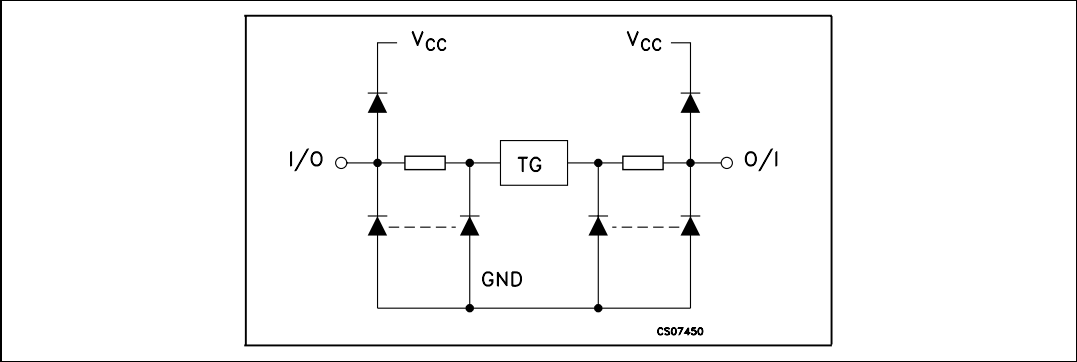 VCC
VCC
I/O
TG
O/I
GND
CS07450